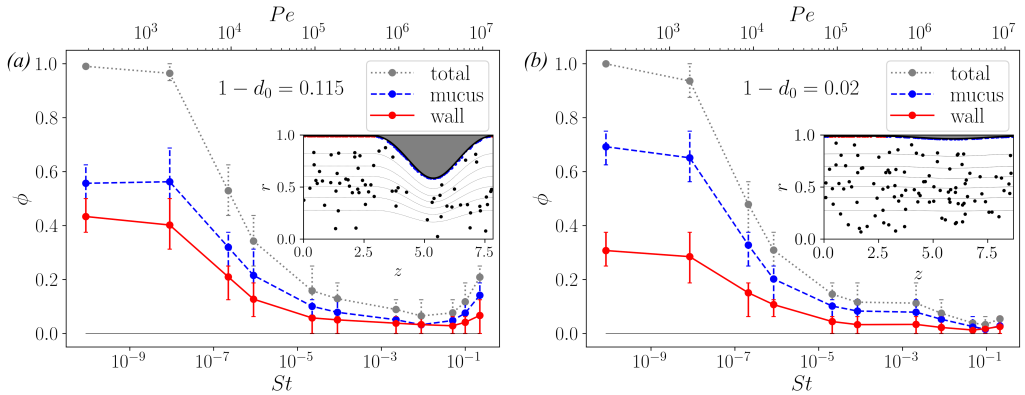 Pe
10³ 10⁴ 10⁵ 10⁶ 10⁷
(a)
1.0
0.8
0.6
0.4
0.2
0.0
ϕ
1 − d₀ = 0.115
total
mucus
wall
1.0
0.5
0.0
r
0.0 2.5 5.0 7.5
z
10⁻⁹ 10⁻⁷ 10⁻⁵ 10⁻³ 10⁻¹
St
Pe
10³ 10⁴ 10⁵ 10⁶ 10⁷
(b)
1.0
0.8
0.6
0.4
0.2
0.0
ϕ
1 − d₀ = 0.02
total
mucus
wall
1.0
0.5
0.0
r
0.0 2.5 5.0 7.5
z
10⁻⁹ 10⁻⁷ 10⁻⁵ 10⁻³ 10⁻¹
St